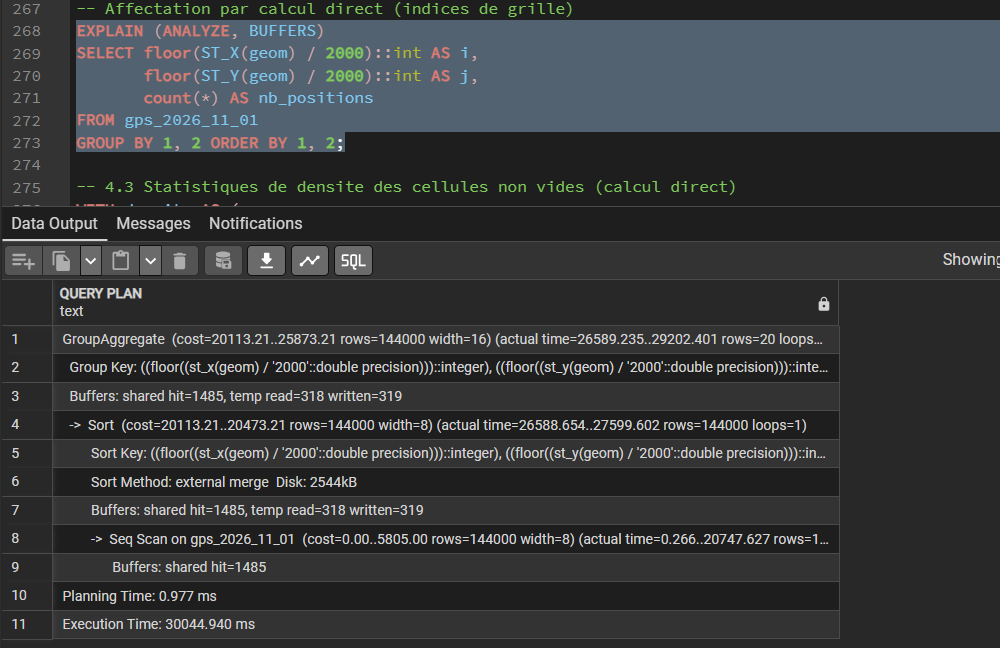 267 -- Affectation par calcul direct (indices de grille)
268 EXPLAIN (ANALYZE, BUFFERS)
269 SELECT floor(ST_X(geom) / 2000)::int AS i,
270 floor(ST_Y(geom) / 2000)::int AS j,
271 count(*) AS nb_positions
272 FROM gps_2026_11_01
273 GROUP BY 1, 2 ORDER BY 1, 2;
274
275 -- 4.3 Statistiques de densite des cellules non vides (calcul direct)
Data Output Messages Notifications
SQL
Showing
QUERY PLAN
text
1 GroupAggregate (cost=20113.21..25873.21 rows=144000 width=16) (actual time=26589.235..29202.401 rows=20 loops...
2 Group Key: ((floor((st_x(geom) / '2000'::double precision)))::integer), ((floor((st_y(geom) / '2000'::double precision)))::inte...
3 Buffers: shared hit=1485, temp read=318 written=319
4 -> Sort (cost=20113.21..20473.21 rows=144000 width=8) (actual time=26588.654..27599.602 rows=144000 loops=1)
5 Sort Key: ((floor((st_x(geom) / '2000'::double precision)))::integer), ((floor((st_y(geom) / '2000'::double precision)))::in...
6 Sort Method: external merge Disk: 2544kB
7 Buffers: shared hit=1485, temp read=318 written=319
8 -> Seq Scan on gps_2026_11_01 (cost=0.00..5805.00 rows=144000 width=8) (actual time=0.266..20747.627 rows=1...
9 Buffers: shared hit=1485
10 Planning Time: 0.977 ms
11 Execution Time: 30044.940 ms